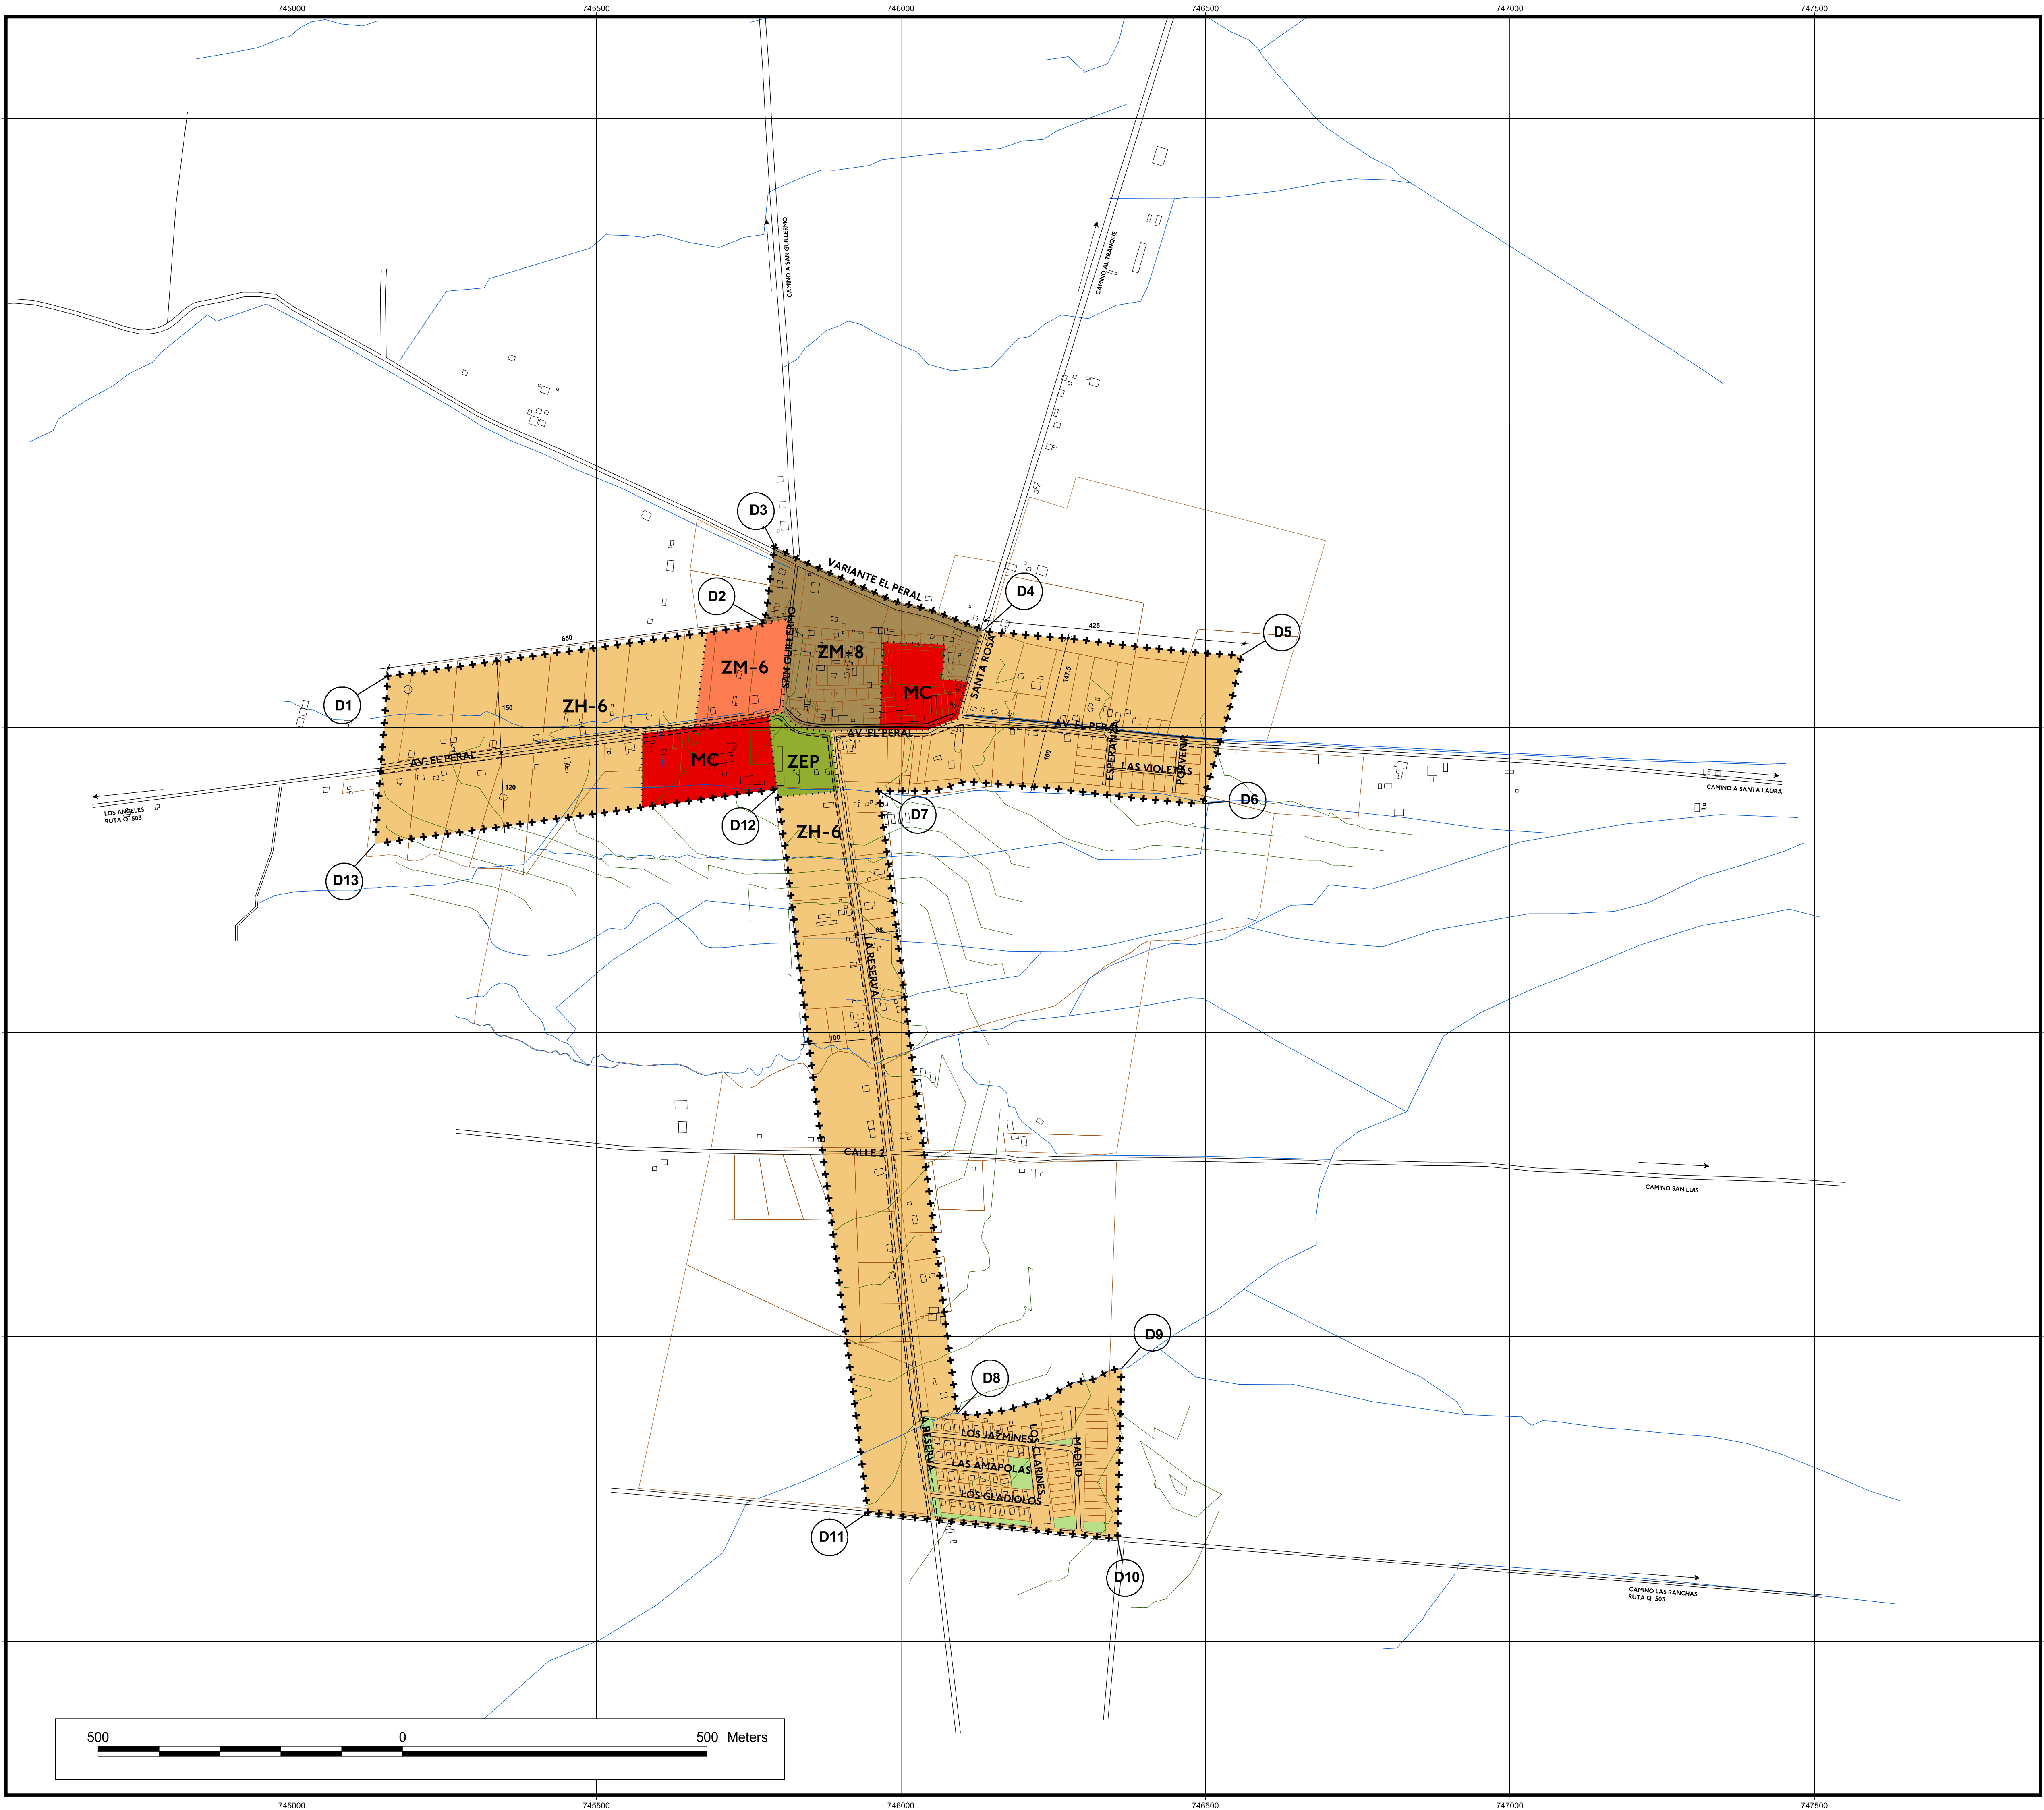 745000
745500
746000
746500
747000
747500
CAMINO A SAN GUILLERMO
CAMINO AL TRANQUE
D3
VARIANTE EL PERAL
D2
D4
650
425
D5
SAN GUILLERMO
ZM-8
SANTA ROSA
ZM-6
147.5
MC
D1
150
ZH-6
AV. EL PERAL
AV. EL PERAL
AV. EL PERAL
ESPERANZA
PORVENIR
MC
ZEP
100
LAS VIOLETAS
120
CAMINO A SANTA LAURA
LOS ANGELES
RUTA Q-503
D6
D7
D12
ZH-6
D13
65
LA RESERVA
100
CALLE 2
CAMINO SAN LUIS
D9
D8
LA RESERVA
LOS JAZMINES
LOS CLARINES
MADRID
LAS AMAPOLAS
LOS GLADIOLOS
D11
D10
CAMINO LAS RANCHAS
RUTA Q-503
500
0
500 Meters
745000
745500
746000
746500
747000
747500